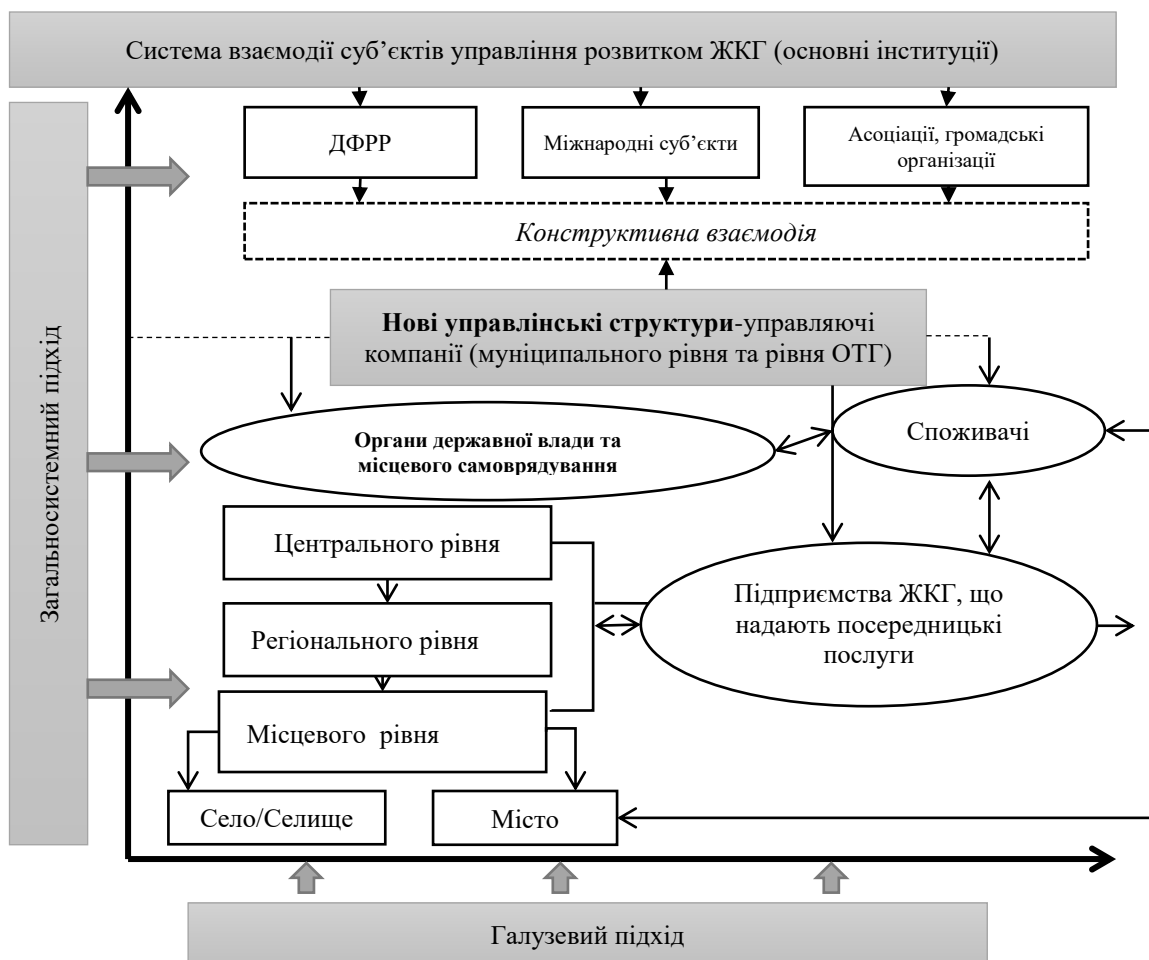 Система взаємодії суб’єктів управління розвитком ЖКГ (основні інституції)
ДФРР
Міжнародні суб’єкти
Асоціації, громадські
організації
Конструктивна взаємодія
Загальносистемний підхід
Нові управлінські структури-управляючі
компанії (муніципального рівня та рівня ОТГ)
Органи державної влади та
місцевого самоврядування
Споживачі
Центрального рівня
Регіонального рівня
Місцевого рівня
Підприємства ЖКГ, що
надають посередницькі
послуги
Село/Селище
Місто
Галузевий підхід